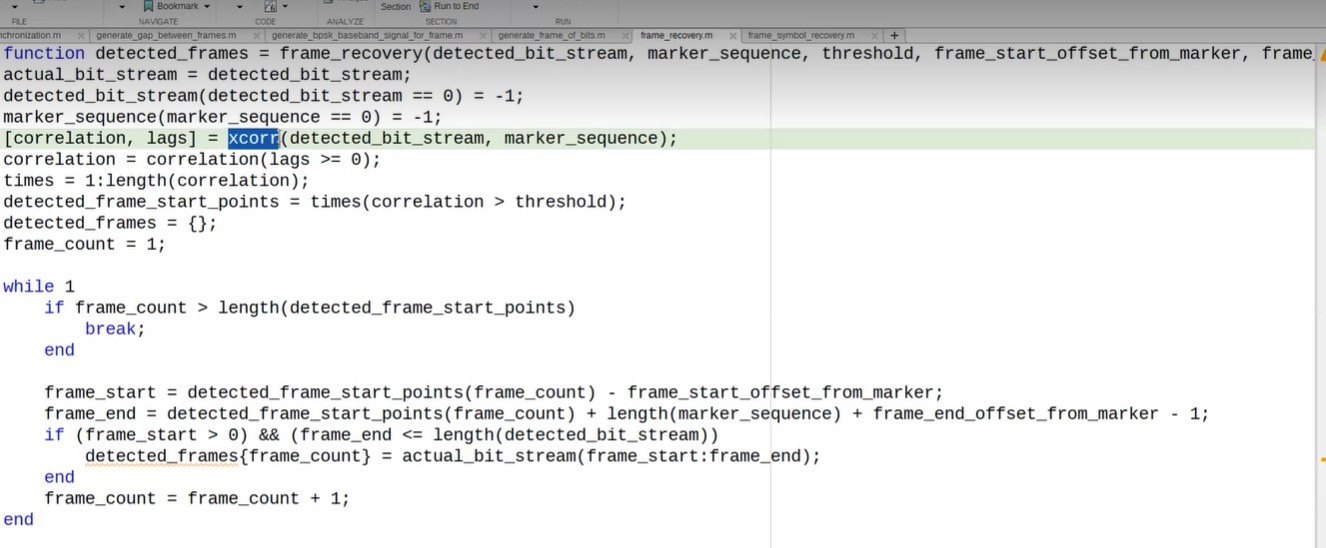 Bookmark
Section
Run to End
FILE
NAVIGATE
CODE
ANALYZE
SECTION
RUN
nchronization.m
generate_gap_between_frames.m
generate_bpsk_baseband_signal_for_frame.m
generate_frame_of_bits.m
frame_recovery.m
frame_symbol_recovery.m
function detected_frames = frame_recovery(detected_bit_stream, marker_sequence, threshold, frame_start_offset_from_marker, frame_
actual_bit_stream = detected_bit_stream;
detected_bit_stream(detected_bit_stream == 0) = -1;
marker_sequence(marker_sequence == 0) = -1;
[correlation, lags] = xcorr(detected_bit_stream, marker_sequence);
correlation = correlation(lags >= 0);
times = 1:length(correlation);
detected_frame_start_points = times(correlation > threshold);
detected_frames = {};
frame_count = 1;
while 1
if frame_count > length(detected_frame_start_points)
break;
end
frame_start = detected_frame_start_points(frame_count) - frame_start_offset_from_marker;
frame_end = detected_frame_start_points(frame_count) + length(marker_sequence) + frame_end_offset_from_marker - 1;
if (frame_start > 0) && (frame_end <= length(detected_bit_stream))
detected_frames{frame_count} = actual_bit_stream(frame_start:frame_end);
end
frame_count = frame_count + 1;
end